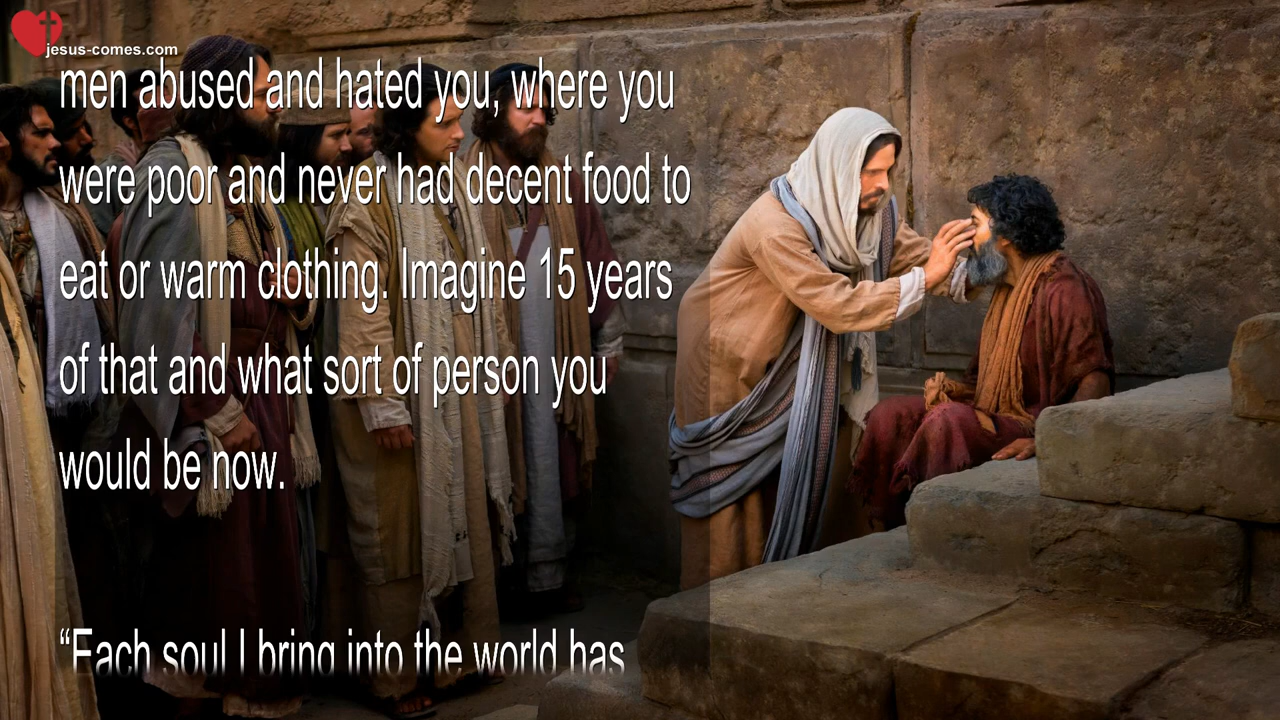 jesus-comes.com
men abused and hated you, where you
were poor and never had decent food to
eat or warm clothing. Imagine 15 years
of that and what sort of person you
would be now.
“Each soul I bring into the world has